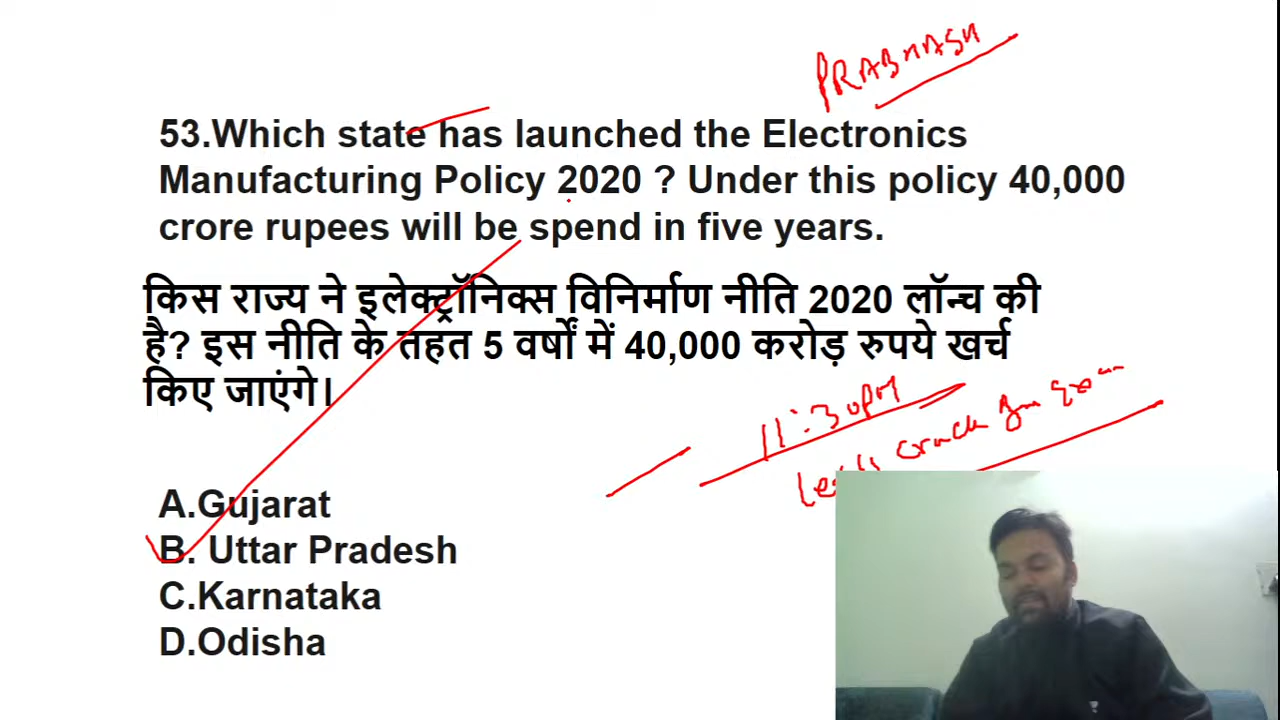 PRABHASH
53.Which state has launched the Electronics
Manufacturing Policy 2020 ? Under this policy 40,000
crore rupees will be spend in five years.
किस राज्य ने इलेक्ट्रॉनिक्स विनिर्माण नीति 2020 लॉन्च की
है? इस नीति के तहत 5 वर्षों में 40,000 करोड़ रुपये खर्च
किए जाएंगे।
11:30PM
crack
A.Gujarat
B. Uttar Pradesh
C.Karnataka
D.Odisha